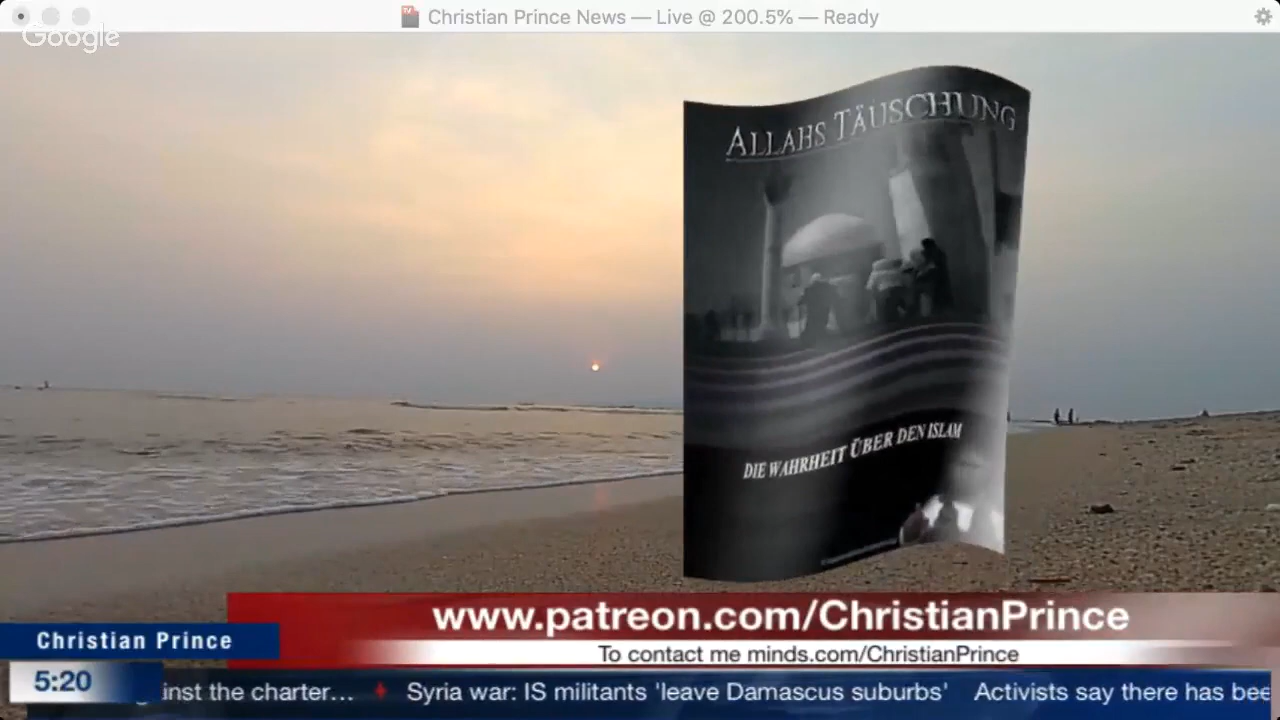 Christian Prince News — Live @ 200.5% — Ready
Google
ALLAHS TÄUSCHUNG
DIE WAHRHEIT ÜBER DEN ISLAM
www.patreon.com/ChristianPrince
Christian Prince
To contact me minds.com/ChristianPrince
5:20
the charter... Syria war: IS militants 'leave Damascus suburbs' Activists say there has